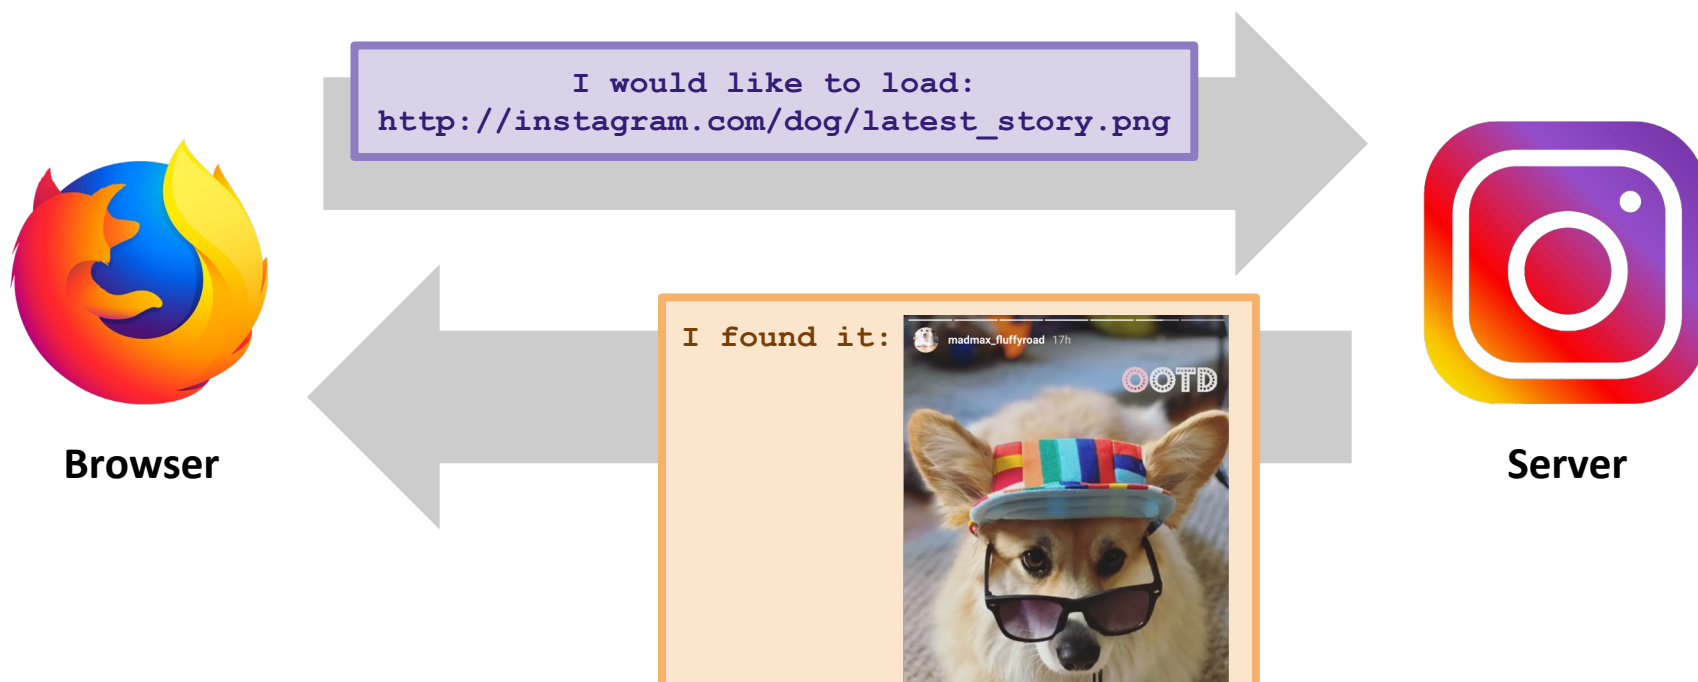 I would like to load:
http://instagram.com/dog/latest_story.png
I found it:
madmax_fluffyroad 17h
OOTD
Browser
Server